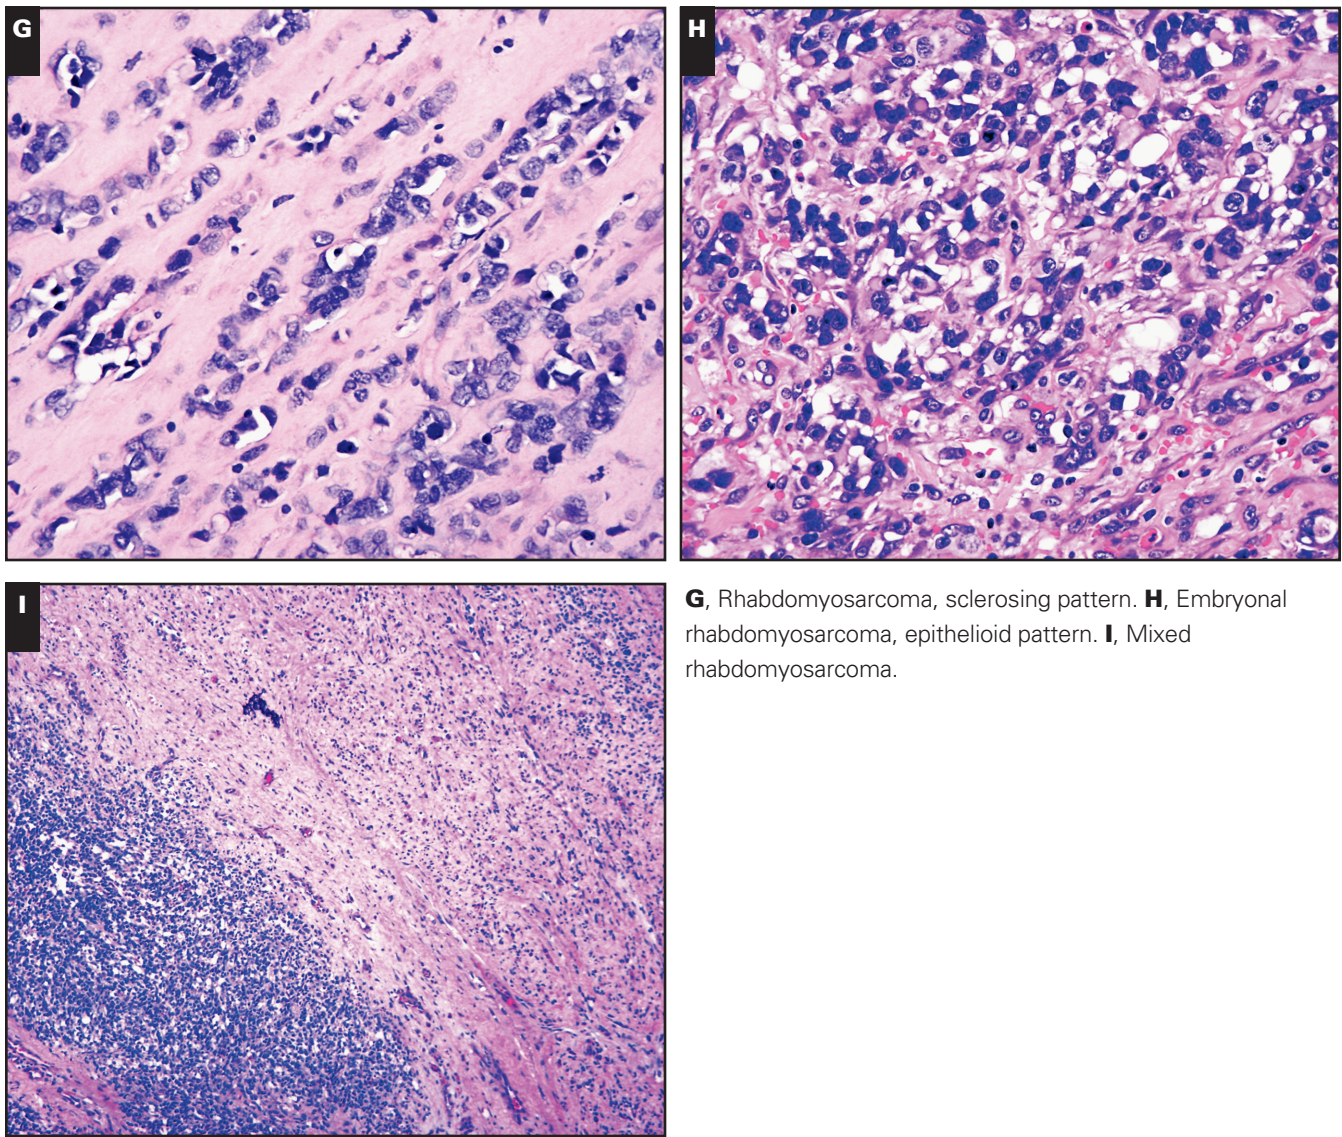 G
H
I
G, Rhabdomyosarcoma, sclerosing pattern. H, Embryonal
rhabdomyosarcoma, epithelioid pattern. I, Mixed
rhabdomyosarcoma.